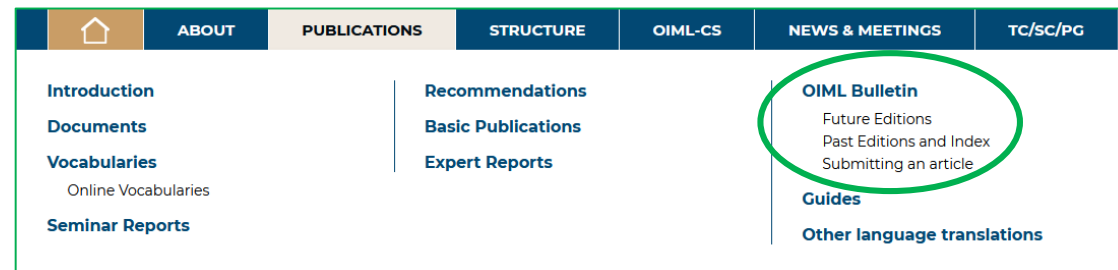 ABOUT PUBLICATIONS STRUCTURE OIML-CS NEWS & MEETINGS TC/SC/PG
Introduction
Documents
Vocabularies
Online Vocabularies
Seminar Reports
Recommendations
Basic Publications
Expert Reports
OIML Bulletin
Future Editions
Past Editions and Index
Submitting an article
Guides
Other language translations